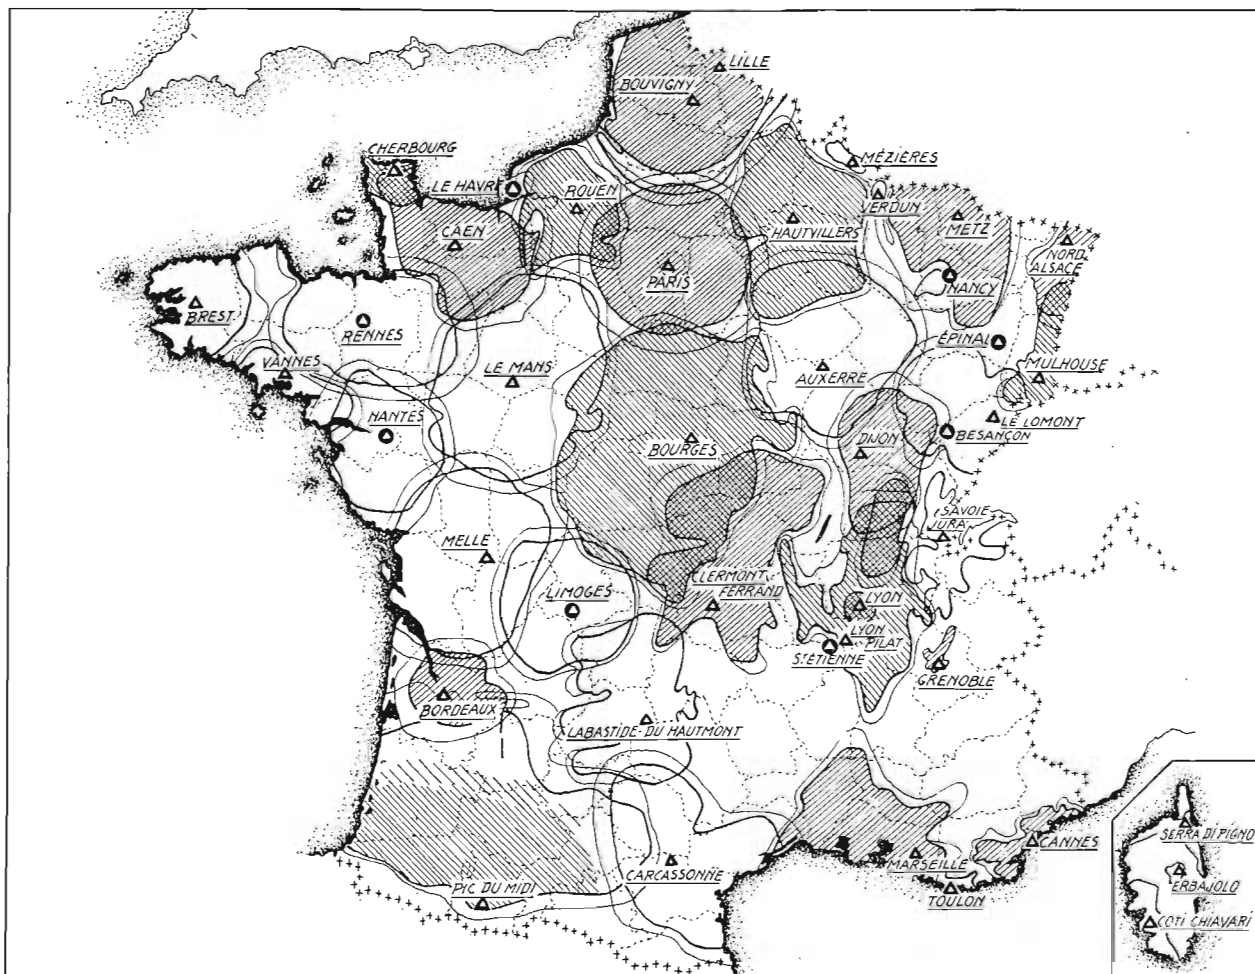 LILLE
BOUVIGNY
CHERBOURG
MÉZIÈRES
LE HAVRE
ROUEN
VERDUN
HAUTVILLERS
METZ
CAEN
NORD
ALSACE
PARIS
NANCY
BREST
RENNES
ÉPINAL
VANNES
LE MANS
AUXERRE
MULHOUSE
NANTES
LE LOMONT
BOURGES
DIJON
BESANÇON
SAVOIE
JURA
MELLE
CLERMONT
FERRAND
LIMOGES
LYON
LYON
PILAT
ST ÉTIENNE
GRENOBLE
BORDEAUX
LABASTIDE-DU HAUTMONT
SERRA DI PIGNO
CANNES
MARSEILLE
CARCASSONNE
ERBAJOLO
PIC DU MIDI
TOULON
COTI CHIAVARI